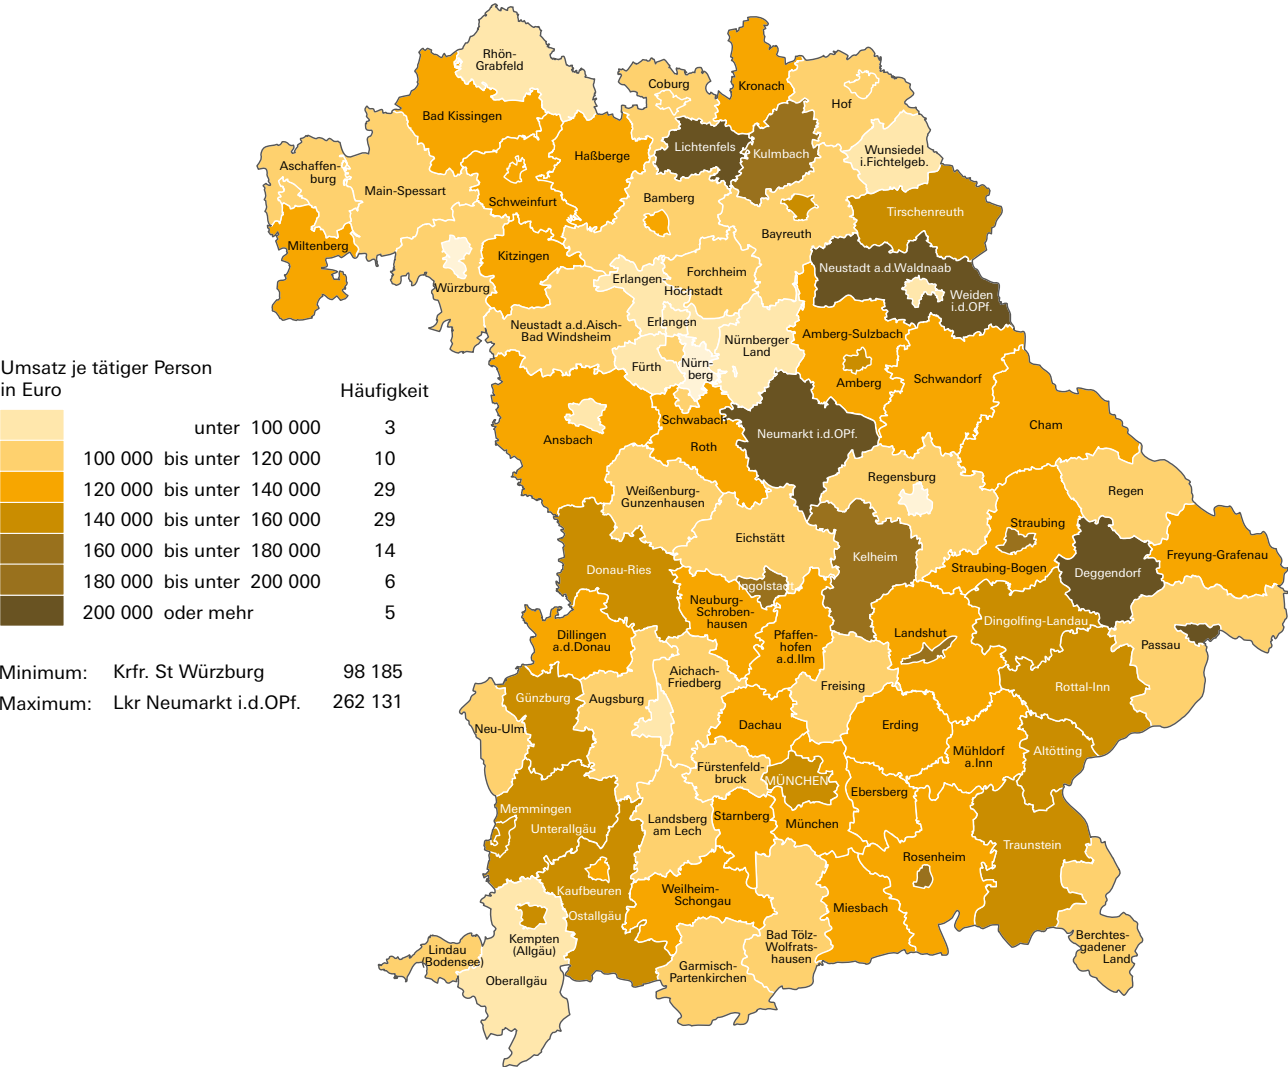 Rhön-
Grabfeld
Coburg
Kronach
Hof
Bad Kissingen
Haßberge
Lichtenfels
Kulmbach
Wunsiedel
i.Fichtelgeb.
Aschaffen-
burg
Main-Spessart
Schweinfurt
Bamberg
Tirschenreuth
Bayreuth
Miltenberg
Kitzingen
Würzburg
Erlangen
Höchstadt
Forchheim
Neustadt a.d.Waldnaab
Weiden
i.d.OPf.
Neustadt a.d.Aisch-
Bad Windsheim
Erlangen
Nürnberger
Land
Amberg-Sulzbach
Fürth
Nürn-
berg
Amberg
Schwandorf
Ansbach
Schwabach
Roth
Neumarkt i.d.OPf.
Cham
Umsatz je tätiger Person
in Euro
Häufigkeit
unter 100 000 3
100 000 bis unter 120 000 10
120 000 bis unter 140 000 29
140 000 bis unter 160 000 29
160 000 bis unter 180 000 14
180 000 bis unter 200 000 6
200 000 oder mehr 5
Minimum: Krfr. St Würzburg 98 185
Maximum: Lkr Neumarkt i.d.OPf. 262 131
Weißenburg-
Gunzenhausen
Regensburg
Regen
Eichstätt
Straubing
Kelheim
Straubing-Bogen
Deggendorf
Freyung-Grafenau
Donau-Ries
Ingolstadt
Neuburg-
Schroben-
hausen
Pfaffen-
hofen
a.d.Ilm
Landshut
Dingolfing-Landau
Passau
Dillingen
a.d.Donau
Aichach-
Friedberg
Freising
Rottal-Inn
Günzburg
Augsburg
Neu-Ulm
Dachau
Erding
Mühldorf
a.Inn
Altötting
Fürstenfeld-
bruck
MÜNCHEN
Ebersberg
Memmingen
Unterallgäu
Landsberg
am Lech
Starnberg
München
Rosenheim
Traunstein
Kaufbeuren
Ostallgäu
Weilheim-
Schongau
Miesbach
Kempten
(Allgäu)
Lindau
(Bodensee)
Oberallgäu
Garmisch-
Partenkirchen
Bad Tölz-
Wolfrats-
hausen
Berchtes-
gadener
Land